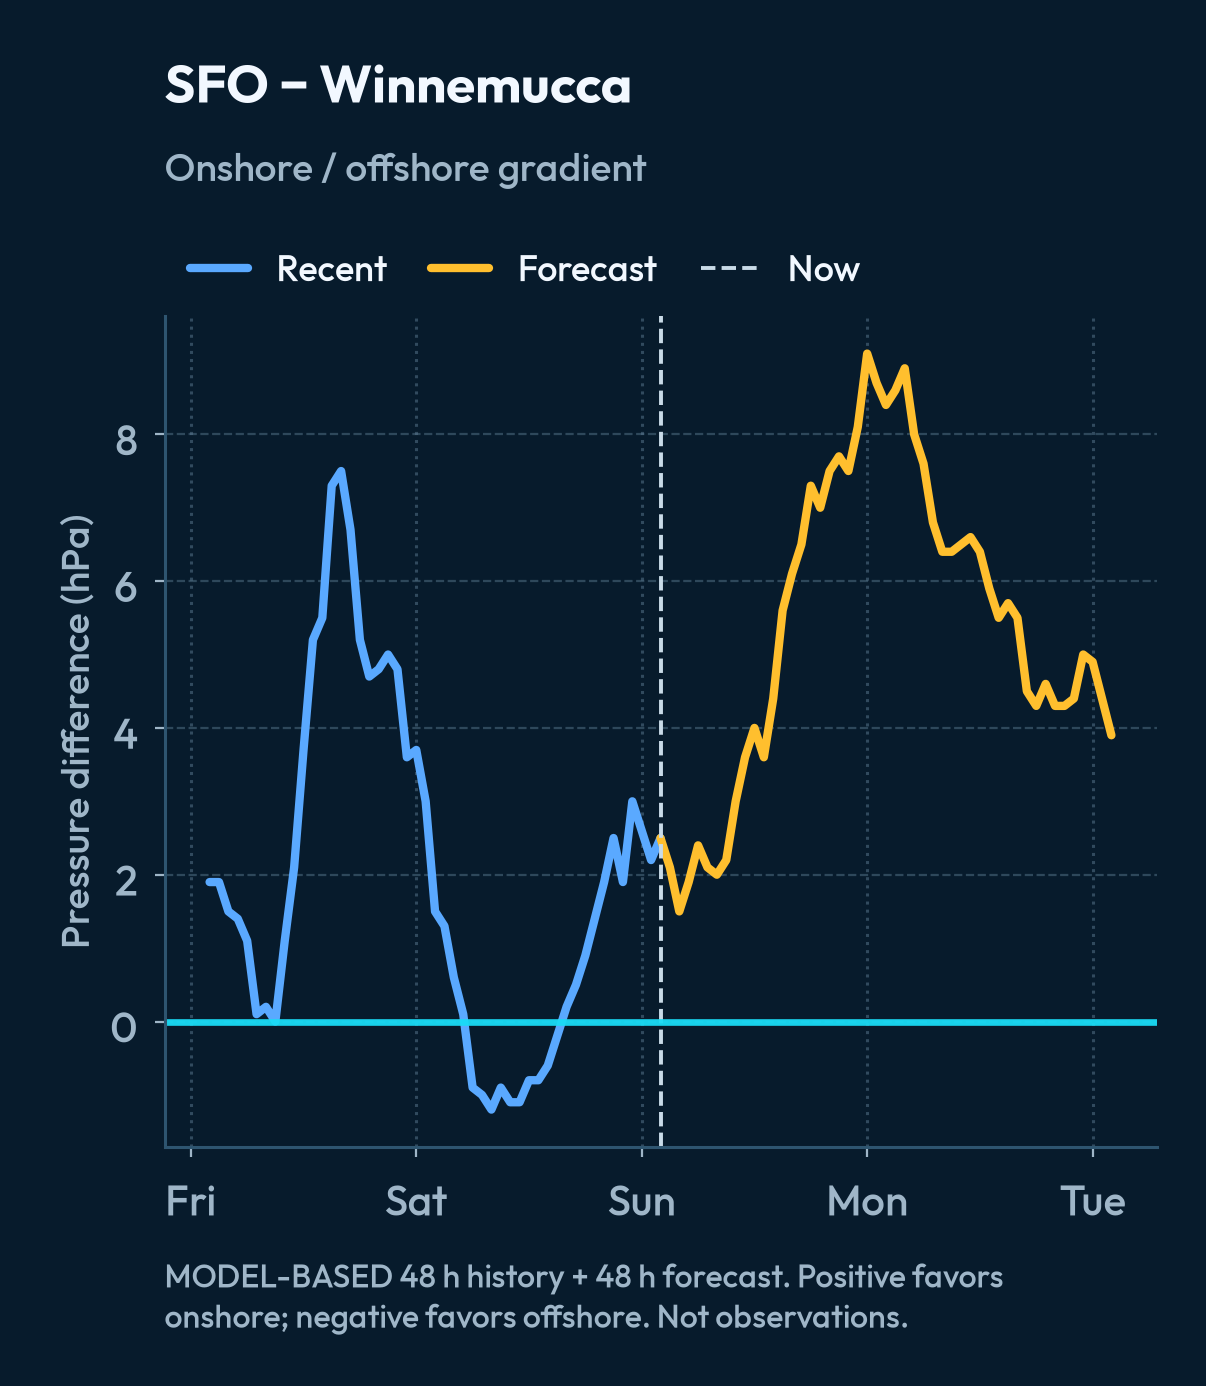 SFO – Winnemucca
Onshore / offshore gradient
Recent Forecast Now
Pressure difference (hPa)
8
6
4
2
0
Fri Sat Sun Mon Tue
MODEL-BASED 48 h history + 48 h forecast. Positive favors
onshore; negative favors offshore. Not observations.